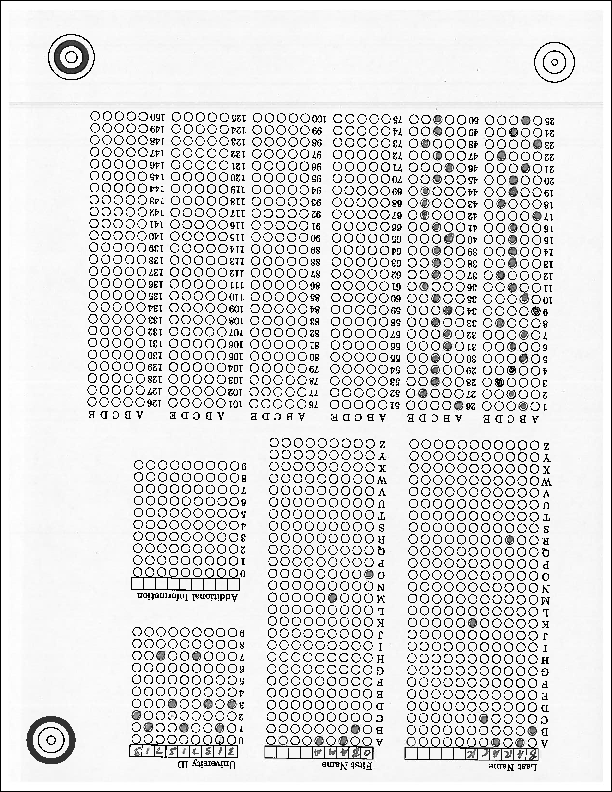 Last Name
BARACK
A
B
C
D
E
F
G
H
I
J
K
L
M
N
O
P
Q
R
S
T
U
V
W
X
Y
Z
First Name
OBAMA
A
B
C
D
E
F
G
H
I
J
K
L
M
N
O
P
Q
R
S
T
U
V
W
X
Y
Z
University ID
0
1
2
3
4
5
6
7
8
9
Additional Information
0
1
2
3
4
5
6
7
8
9
A B C D E A B C D E A B C D E A B C D E A B C D E A B C D E
1 26 51 76 101 126
2 27 52 77 102 127
3 28 53 78 103 128
4 29 54 79 104 129
5 30 55 80 105 130
6 31 56 81 106 131
7 32 57 82 107 132
8 33 58 83 108 133
9 34 59 84 109 134
10 35 60 85 110 135
11 36 61 86 111 136
12 37 62 87 112 137
13 38 63 88 113 138
14 39 64 89 114 139
15 40 65 90 115 140
16 41 66 91 116 141
17 42 67 92 117 142
18 43 68 93 118 143
19 44 69 94 119 144
20 45 70 95 120 145
21 46 71 96 121 146
22 47 72 97 122 147
23 48 73 98 123 148
24 49 74 99 124 149
25 50 75 100 125 150